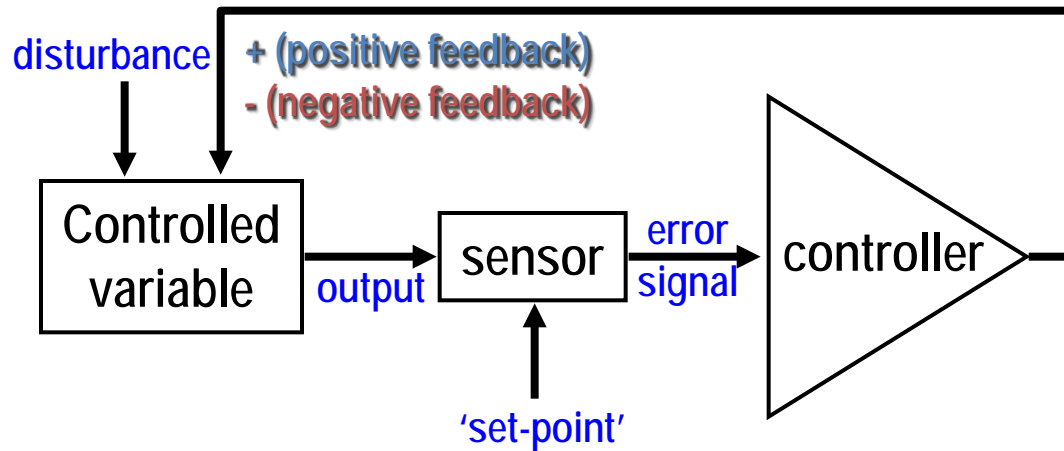 disturbance
+ (positive feedback)
- (negative feedback)
Controlled
variable
output
sensor
error
signal
controller
‘set-point’